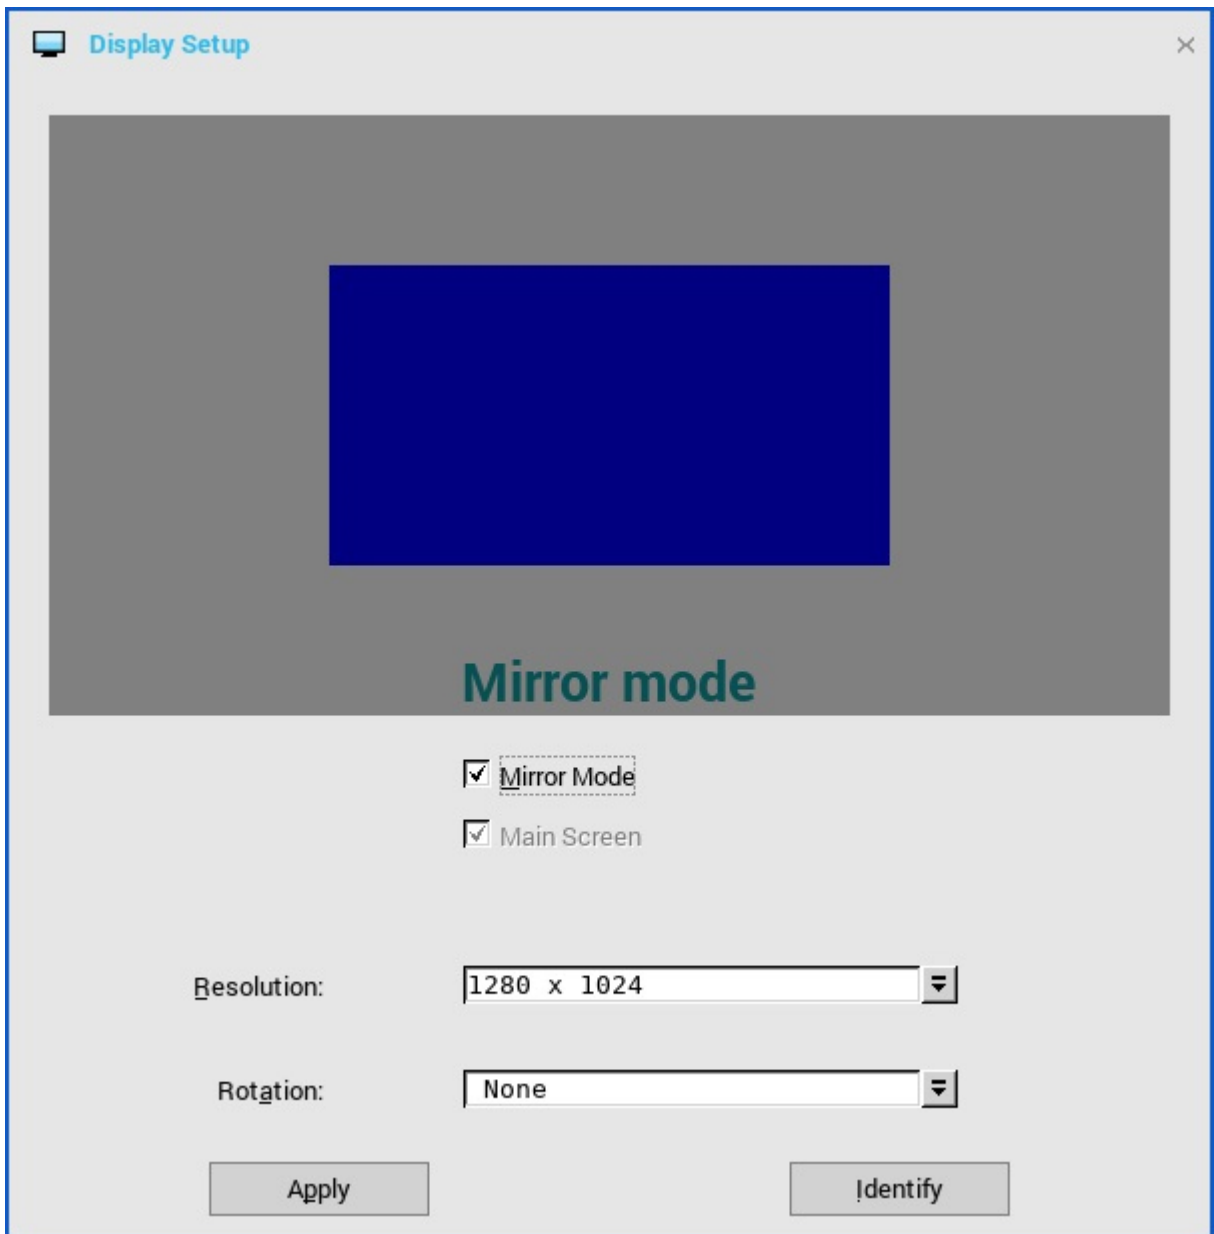 Display Setup
Mirror mode
Mirror Mode
Main Screen
Resolution: 1280 x 1024
Rotation: None
Apply Identify